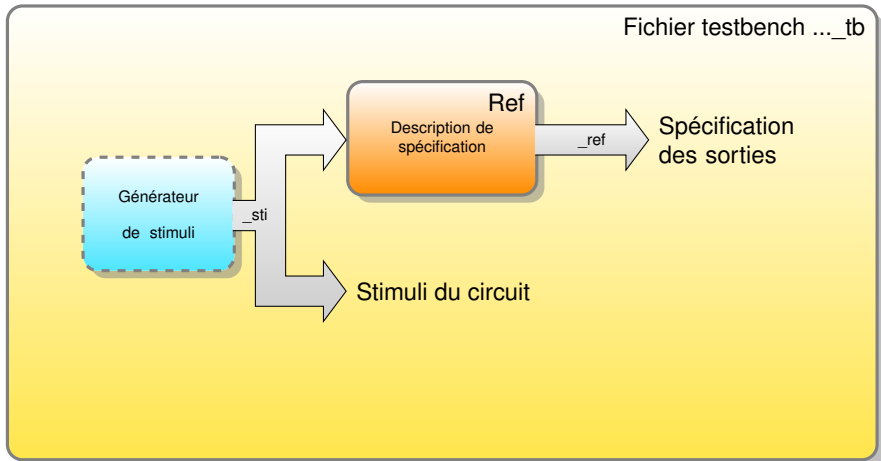 Fichier testbench ..._tb
Ref
Description de
spécification
_ref
Spécification
des sorties
Générateur
de stimuli
_sti
Stimuli du circuit